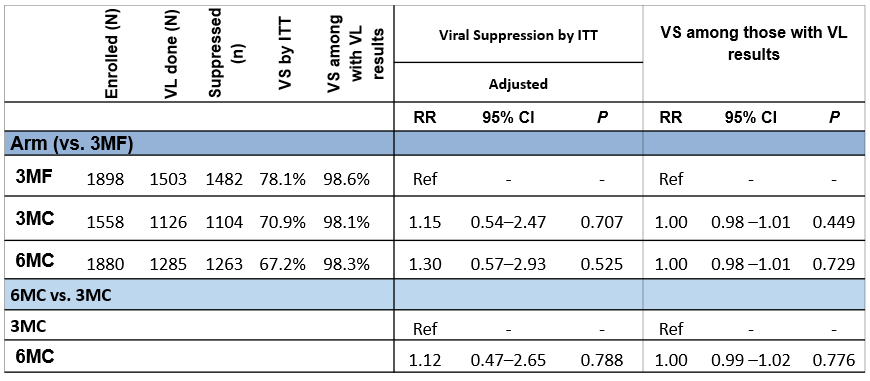 Enrolled (N) VL done (N) Suppressed (n) VS by ITT VS among with VL results Viral Suppression by ITT VS among those with VL results
Adjusted
RR 95% CI P RR 95% CI P
Arm (vs. 3MF)
3MF 1898 1503 1482 78.1% 98.6% Ref - - Ref - -
3MC 1558 1126 1104 70.9% 98.1% 1.15 0.54–2.47 0.707 1.00 0.98 –1.01 0.449
6MC 1880 1285 1263 67.2% 98.3% 1.30 0.57–2.93 0.525 1.00 0.98 –1.01 0.729
6MC vs. 3MC
3MC Ref - - Ref - -
6MC 1.12 0.47–2.65 0.788 1.00 0.99 –1.02 0.776